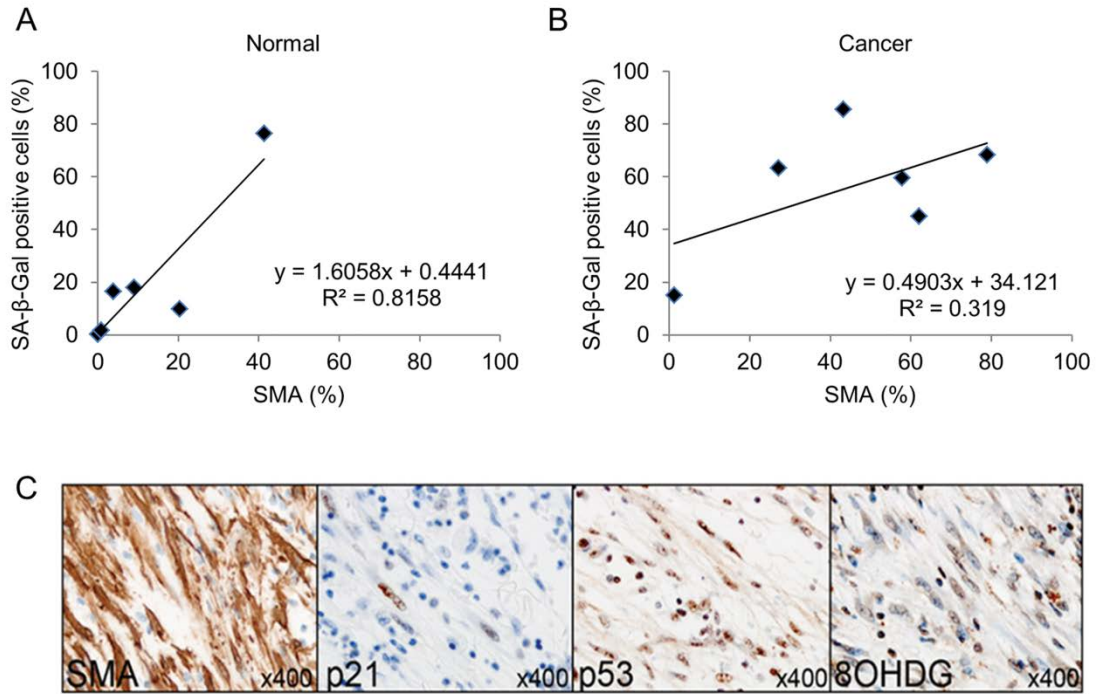 A
Normal
SA-β-Gal positive cells (%)
100
80
60
40
20
0
y = 1.6058x + 0.4441
R² = 0.8158
0 20 40 60 80 100
SMA (%)
B
Cancer
SA-β-Gal positive cells (%)
100
80
60
40
20
0
y = 0.4903x + 34.121
R² = 0.319
0 20 40 60 80 100
SMA (%)
C
SMA x400 p21 x400 p53 x400 8OHDG x400